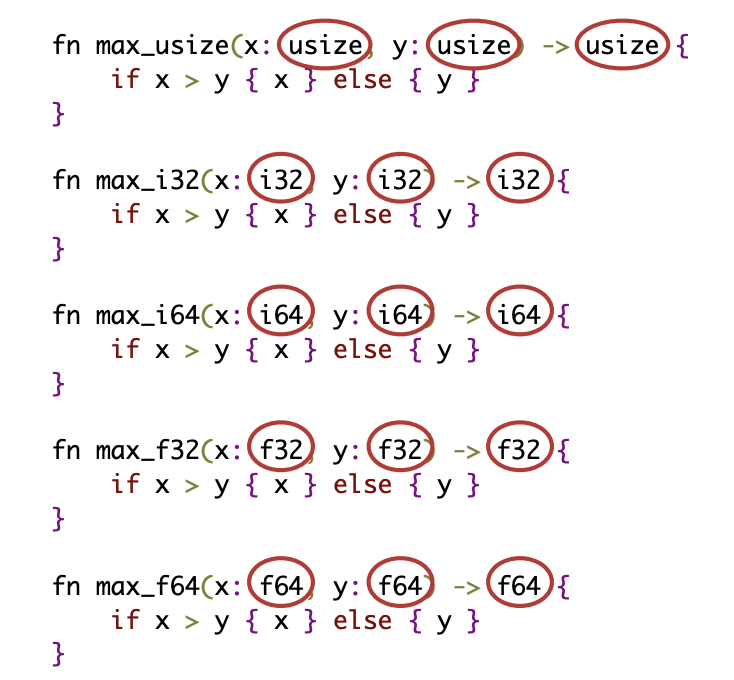 fn max_usize(x: usize, y: usize) -> usize {
    if x > y { x } else { y }
}
fn max_i32(x: i32, y: i32) -> i32 {
    if x > y { x } else { y }
}
fn max_i64(x: i64, y: i64) -> i64 {
    if x > y { x } else { y }
}
fn max_f32(x: f32, y: f32) -> f32 {
    if x > y { x } else { y }
}
fn max_f64(x: f64, y: f64) -> f64 {
    if x > y { x } else { y }
}